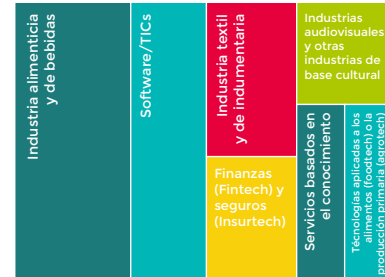 Industria alimenticia
y de bebidas
Software/TICs
Industria textil
y de indumentaria
Finanzas
(Fintech) y
seguros
(Insurtech)
Industrias
audiovisuales
y otras
industrias de
base cultural
Servicios basados en
el conocimiento
Técnologías aplicadas a los
alimentos (foodtech) o la
producción primaria (agrotech)